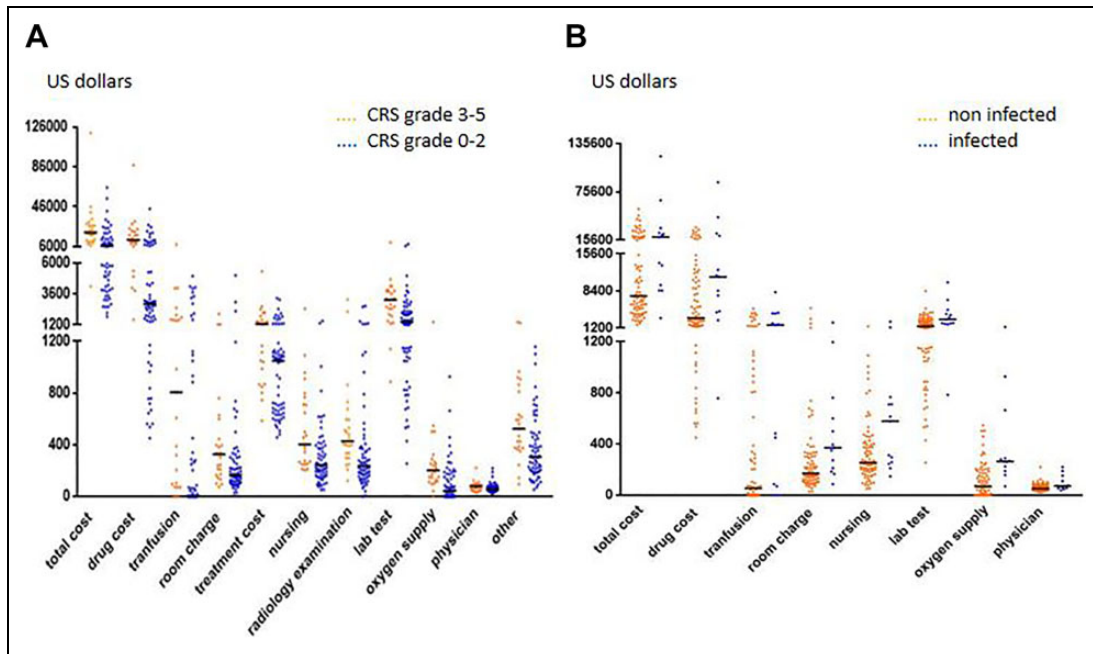 A
US dollars
CRS grade 3-5
CRS grade 0-2
126000
86000
46000
6000
6000
3600
1200
1200
800
400
0
total cost
drug cost
tranfusion
room charge
treatment cost
nursing
radiology examination
lab test
oxygen supply
physician
other
B
US dollars
non infected
infected
135600
75600
15600
15600
8400
1200
1200
800
400
0
total cost
drug cost
tranfusion
room charge
nursing
lab test
oxygen supply
physician